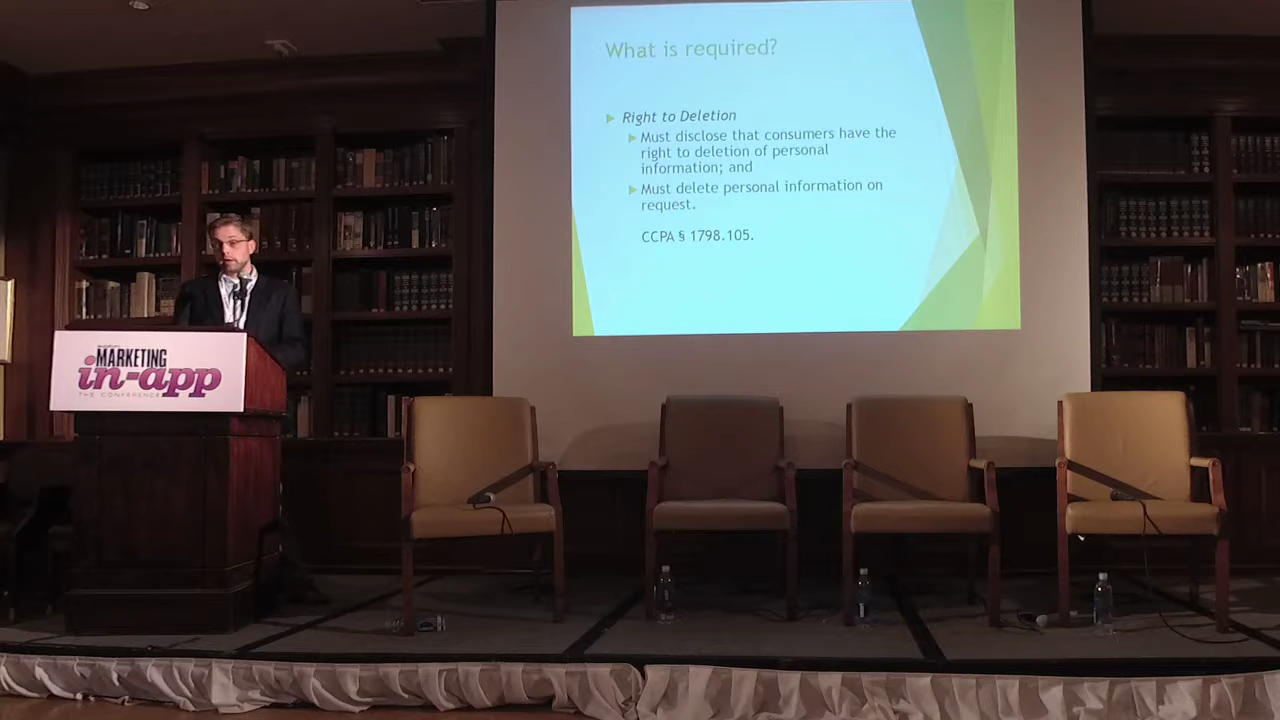 What is required?
Right to Deletion
Must disclose that consumers have the
right to deletion of personal
information; and
Must delete personal information on
request.
CCPA § 1798.105.
MARKETING
in-app
THE CONFERENCE